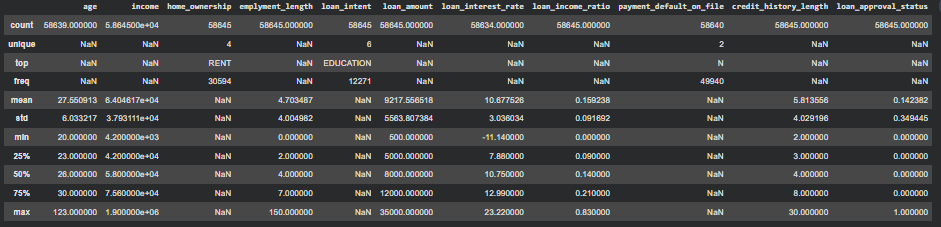 age income home_ownership emplyment_length loan_intent loan_amount loan_interest_rate loan_income_ratio payment_default_on_file credit_history_length loan_approval_status
count 58639.000000 5.864500e+04 58645 58645.000000 58645 58645.000000 58634.000000 58645.000000 58640 58645.000000 58645.000000
unique NaN NaN 4 NaN 6 NaN NaN NaN 2 NaN NaN
top NaN NaN RENT NaN EDUCATION NaN NaN NaN N NaN NaN
freq NaN NaN 30594 NaN 12271 NaN NaN NaN 49940 NaN NaN
mean 27.550913 6.404617e+04 NaN 4.703487 NaN 9217.556518 10.677526 0.159238 NaN 5.813556 0.142382
std 6.033217 3.793111e+04 NaN 4.004982 NaN 5563.807384 3.036034 0.091692 NaN 4.029196 0.349445
min 20.000000 4.200000e+03 NaN 0.000000 NaN 500.000000 -11.140000 0.000000 NaN 2.000000 0.000000
25% 23.000000 4.200000e+04 NaN 2.000000 NaN 5000.000000 7.880000 0.090000 NaN 3.000000 0.000000
50% 26.000000 5.800000e+04 NaN 4.000000 NaN 8000.000000 10.750000 0.140000 NaN 4.000000 0.000000
75% 30.000000 7.560000e+04 NaN 7.000000 NaN 12000.000000 12.990000 0.210000 NaN 8.000000 0.000000
max 123.000000 1.900000e+06 NaN 150.000000 NaN 35000.000000 23.220000 0.830000 NaN 30.000000 1.000000